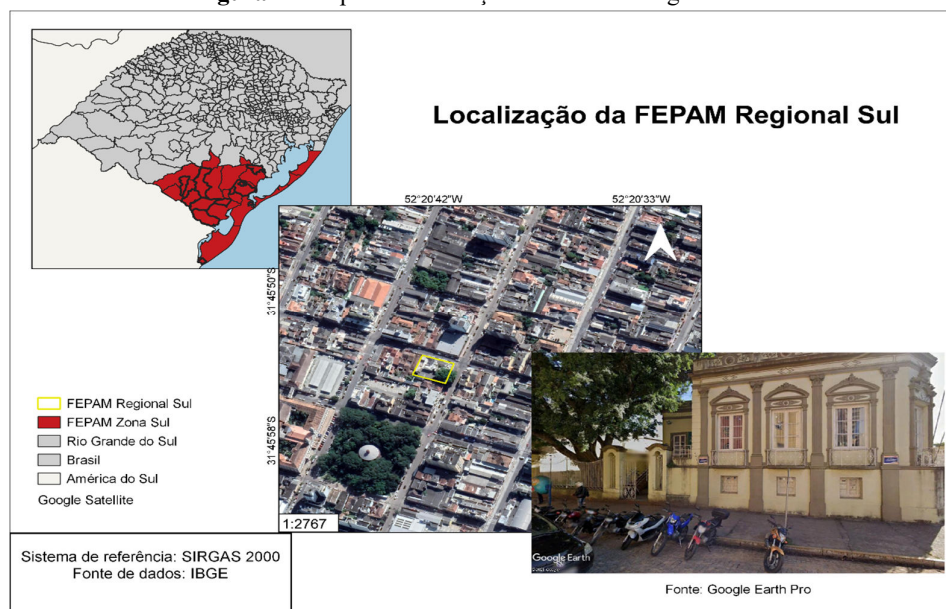 Localização da FEPAM Regional Sul
52°20'42"W
52°20'33"W
31°45'50"S
31°45'58"S
FEPAM Regional Sul
FEPAM Zona Sul
Rio Grande do Sul
Brasil
América do Sul
Google Satellite
1:2767
Sistema de referência: SIRGAS 2000
Fonte de dados: IBGE
Google Earth
Fonte: Google Earth Pro